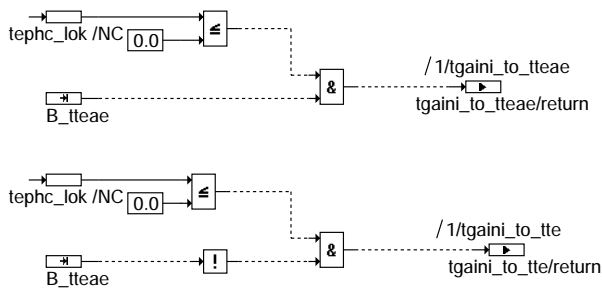 ≤
tephc_lok /NC 0.0
/ 1/tgaini_to_tteae
&
B_tteae
tgaini_to_tteae/return
≤
tephc_lok /NC 0.0
/ 1/tgaini_to_tte
&
B_tteae
!
tgaini_to_tte/return